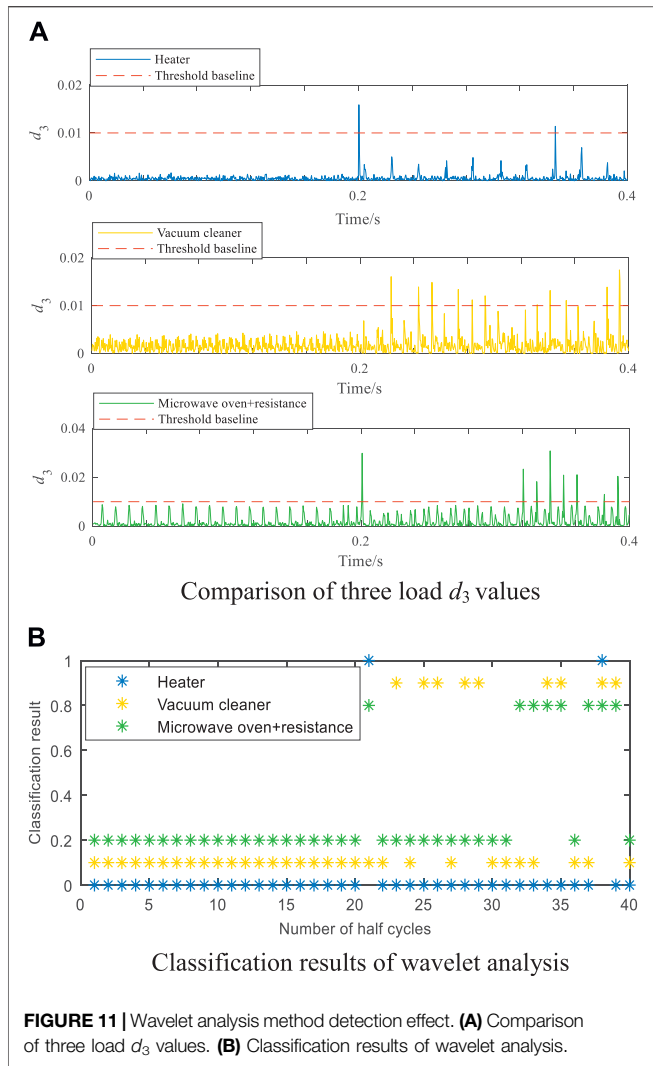 A
Heater
Threshold baseline
0.02
0.01
0
d3
0
0.2
0.4
Time/s
Vacuum cleaner
Threshold baseline
0.02
0.01
0
d3
0
0.2
0.4
Time/s
Microwave oven+resistance
Threshold baseline
0.04
0.02
0
d3
0
0.2
0.4
Time/s
Comparison of three load d3 values
B
1
0.8
0.6
0.4
0.2
0
Classification result
Heater
Vacuum cleaner
Microwave oven+resistance
0 5 10 15 20 25 30 35 40
Number of half cycles
Classification results of wavelet analysis
FIGURE 11 | Wavelet analysis method detection effect. (A) Comparison
of three load d3 values. (B) Classification results of wavelet analysis.